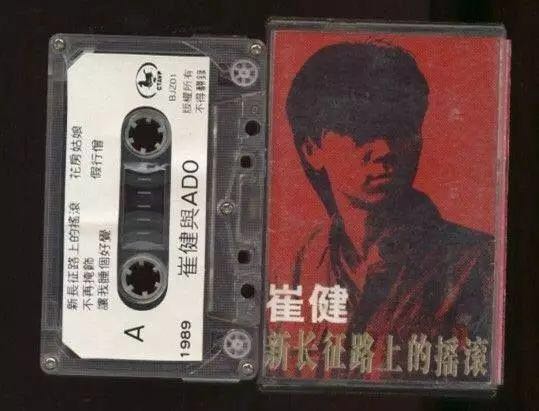 A
新長征路上的搖滾
不再掩飾
讓我睡個好覺
花房姑娘
假行僧
CTAVP
BJZ01
版權所有
不得翻錄
1989
崔健與ADO
崔健
新长征路上的摇滚